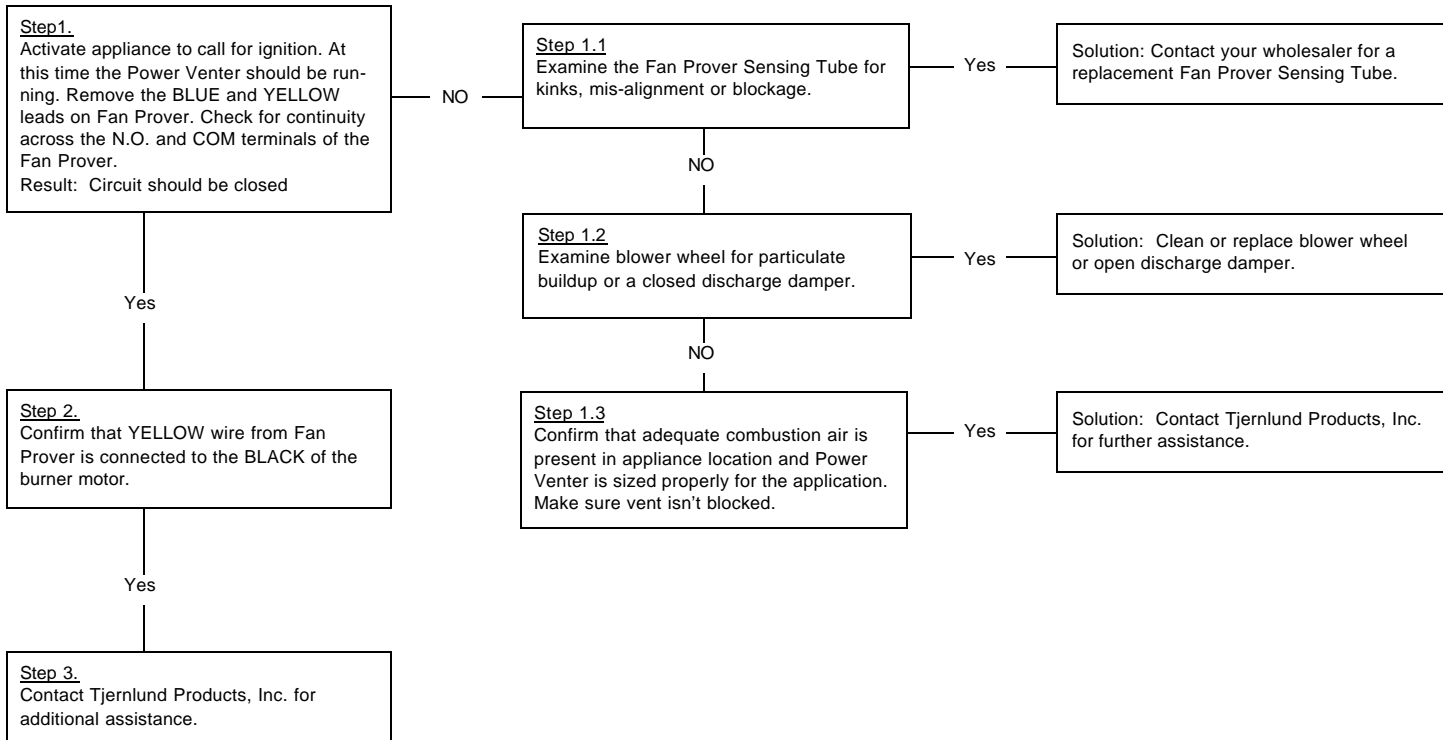 Step1.
Activate appliance to call for ignition. At
this time the Power Venter should be run-
ning. Remove the BLUE and YELLOW
leads on Fan Prover. Check for continuity
across the N.O. and COM terminals of the
Fan Prover.
Result: Circuit should be closed
NO
Step 1.1
Examine the Fan Prover Sensing Tube for
kinks, mis-alignment or blockage.
Yes
Solution: Contact your wholesaler for a
replacement Fan Prover Sensing Tube.
NO
Step 1.2
Examine blower wheel for particulate
buildup or a closed discharge damper.
Yes
Solution: Clean or replace blower wheel
or open discharge damper.
Yes
NO
Step 2.
Confirm that YELLOW wire from Fan
Prover is connected to the BLACK of the
burner motor.
Step 1.3
Confirm that adequate combustion air is
present in appliance location and Power
Venter is sized properly for the application.
Make sure vent isn't blocked.
Yes
Solution: Contact Tjernlund Products, Inc.
for further assistance.
Yes
Step 3.
Contact Tjernlund Products, Inc. for
additional assistance.